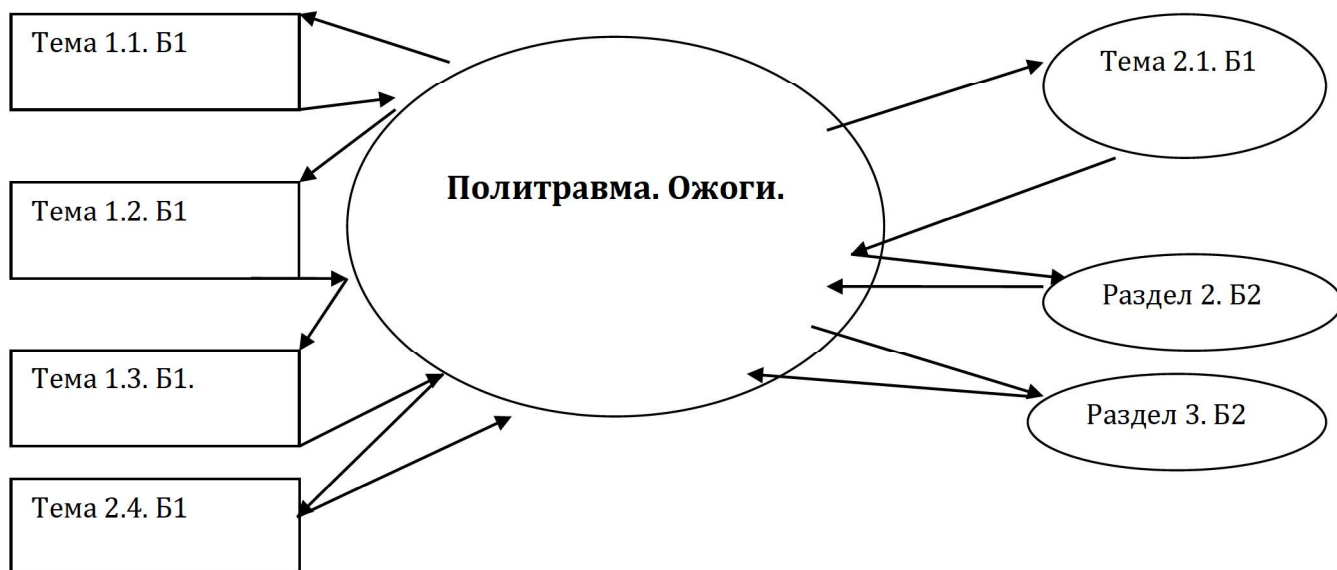 Тема 1.1. Б1
Тема 2.1. Б1
Политравма. Ожоги.
Тема 1.2. Б1
Раздел 2. Б2
Тема 1.3. Б1.
Раздел 3. Б2
Тема 2.4. Б1